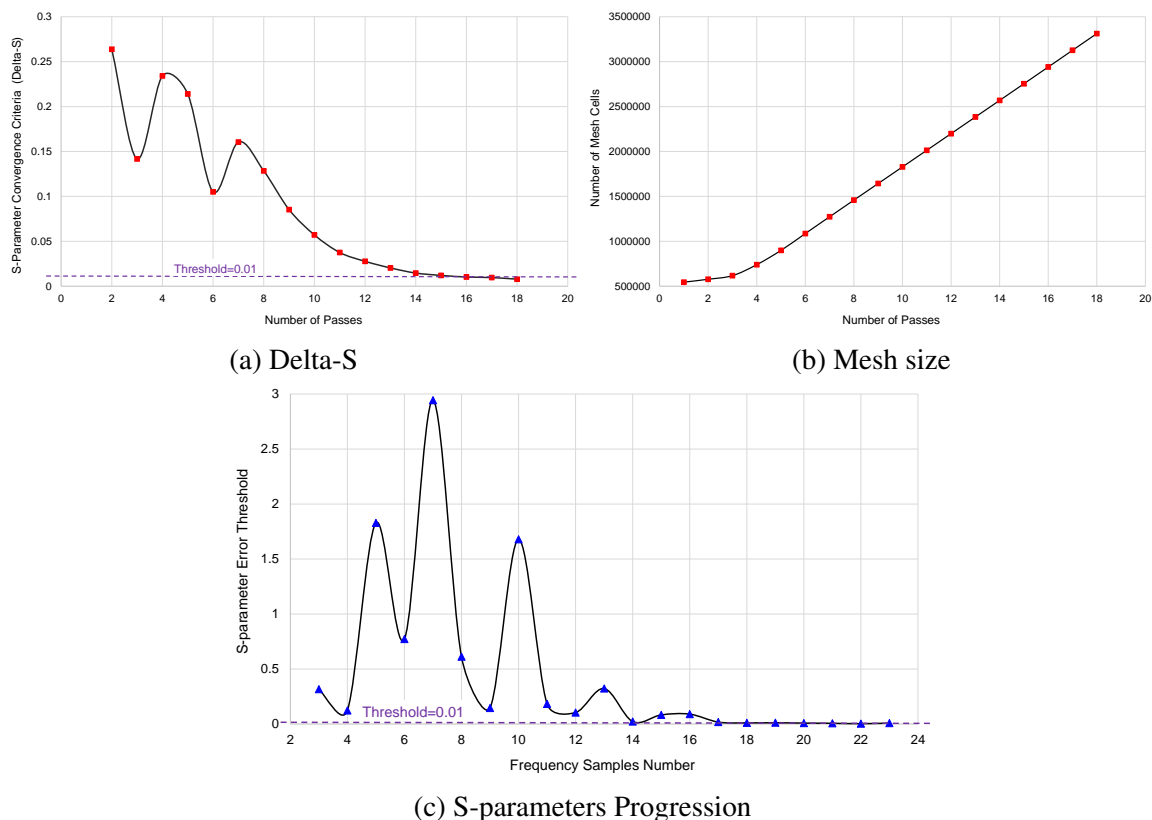 0.3
0.25
0.2
0.15
0.1
0.05
0
S-Parameter Convergence Criteria (Delta-S)
Threshold=0.01
0 2 4 6 8 10 12 14 16 18 20
Number of Passes
(a) Delta-S
3500000
3000000
2500000
2000000
1500000
1000000
500000
Number of Mesh Cells
0 2 4 6 8 10 12 14 16 18 20
Number of Passes
(b) Mesh size
3
2.5
2
1.5
1
0.5
0
S-parameter Error Threshold
Threshold=0.01
2 4 6 8 10 12 14 16 18 20 22 24
Frequency Samples Number
(c) S-parameters Progression